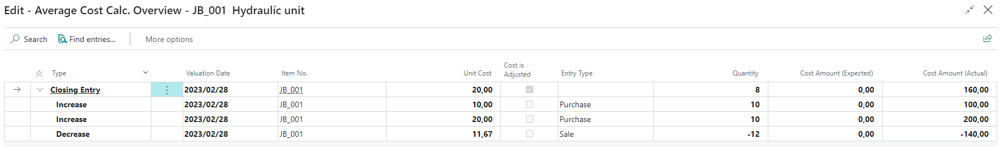 Edit - Average Cost Calc. Overview - JB_001 Hydraulíc unit
Search Find entries... More options
Type Valuation Date Item No. Unit Cost Cost is Adjusted Entry Type Quantity Cost Amount (Expected) Cost Amount (Actual)
Closing Entry 2023/02/28 JB_001 20,00 8 0,00 160,00
Increase 2023/02/28 JB_001 10,00 Purchase 10 0,00 100,00
Increase 2023/02/28 JB_001 20,00 Purchase 10 0,00 200,00
Decrease 2023/02/28 JB_001 11,67 Sale -12 0,00 -140,00